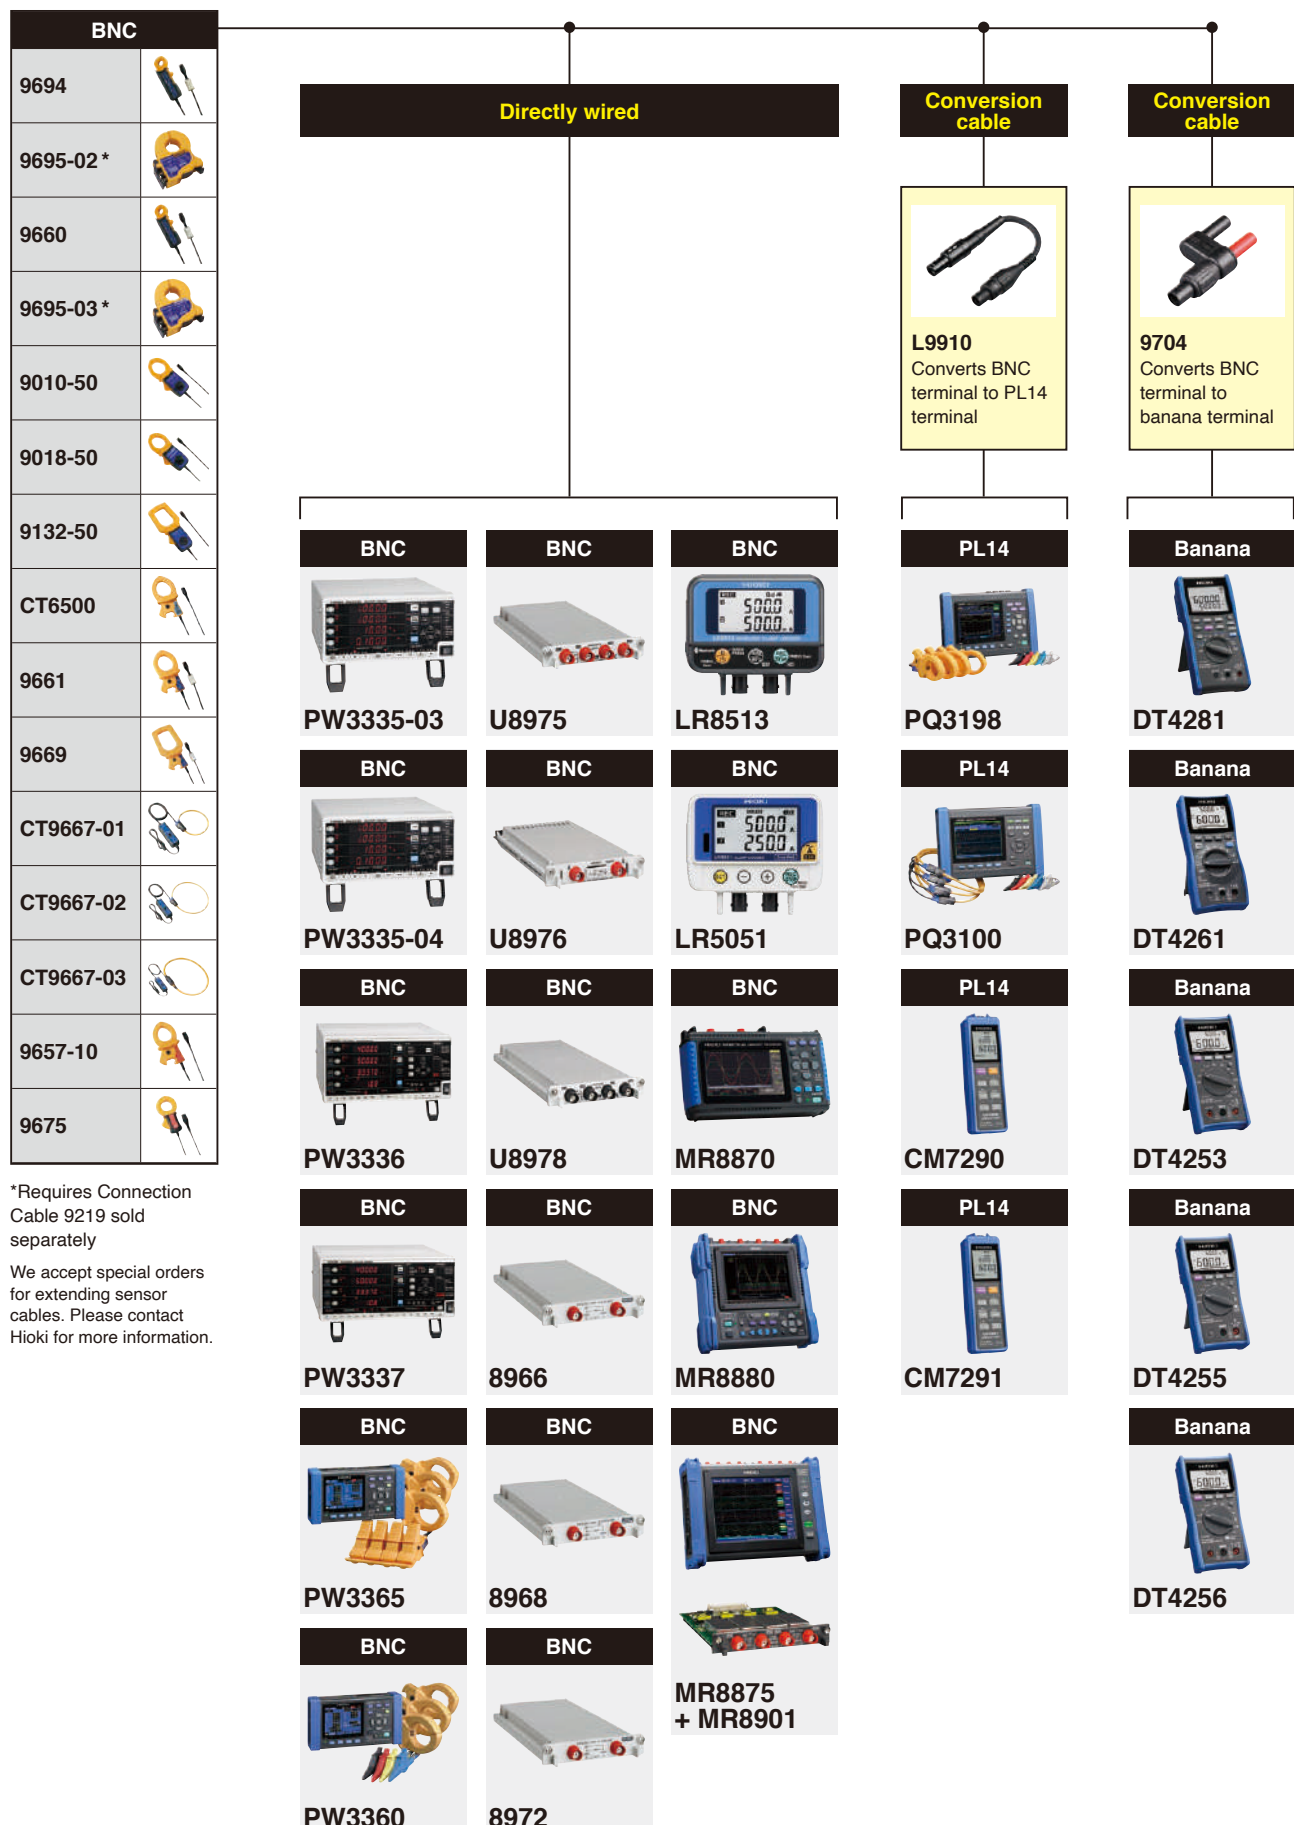 BNC
9694
9695-02 *
9660
9695-03 *
9010-50
9018-50
9132-50
CT6500
9661
9669
CT9667-01
CT9667-02
CT9667-03
9657-10
9675
*Requires Connection
Cable 9219 sold
separately
We accept special orders
for extending sensor
cables. Please contact
Hioki for more information.
Directly wired
Conversion
cable
L9910
Converts BNC
terminal to PL14
terminal
Conversion
cable
9704
Converts BNC
terminal to
banana terminal
BNC
PW3335-03
BNC
U8975
BNC
LR8513
PL14
PQ3198
Banana
DT4281
BNC
PW3335-04
BNC
U8976
BNC
LR5051
PL14
PQ3100
Banana
DT4261
BNC
PW3336
BNC
U8978
BNC
MR8870
PL14
CM7290
Banana
DT4253
BNC
PW3337
BNC
8966
BNC
MR8880
PL14
CM7291
Banana
DT4255
BNC
PW3365
BNC
8968
BNC
MR8875
+ MR8901
Banana
DT4256
BNC
PW3360
BNC
8972